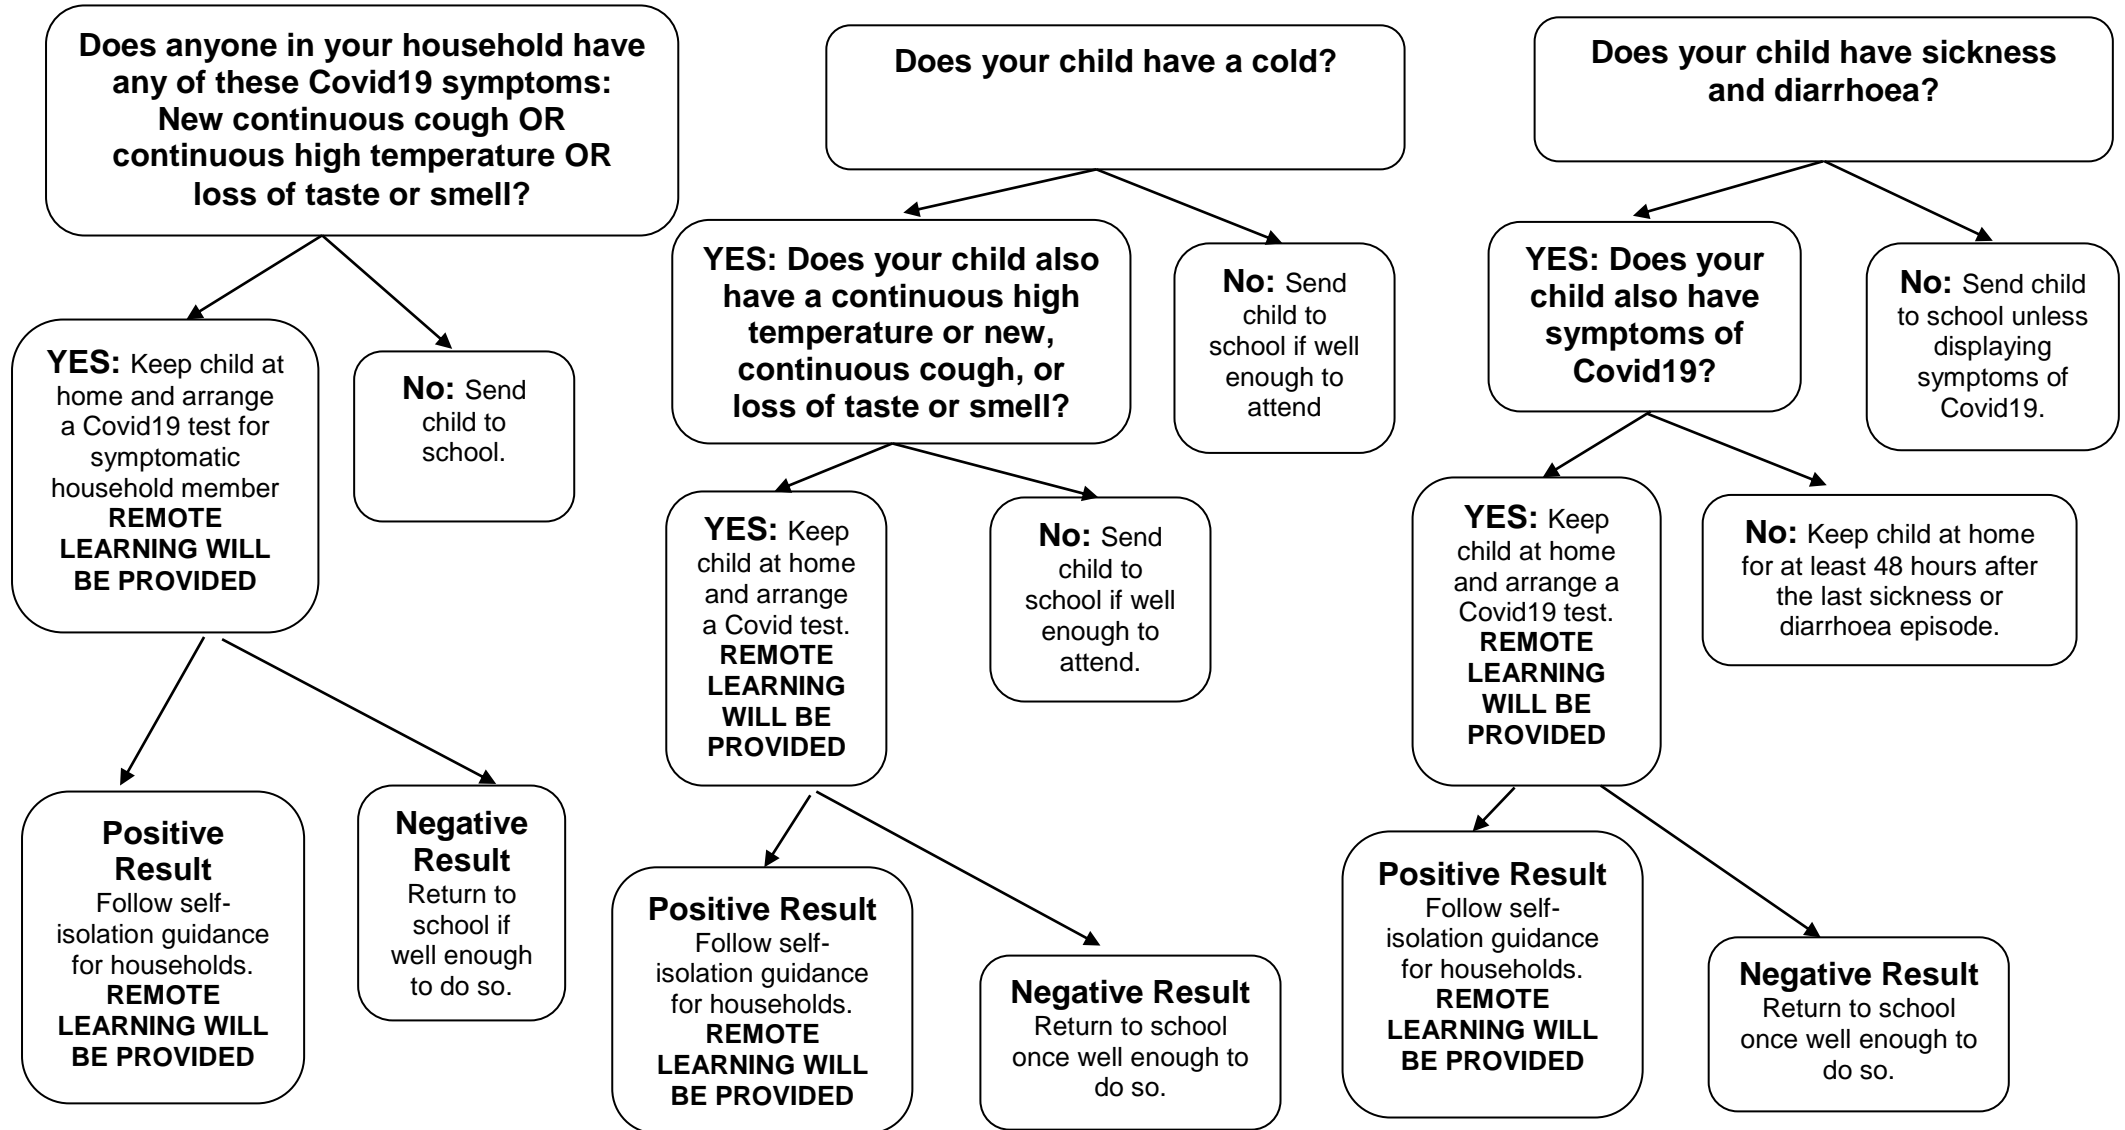 Does anyone in your household have
any of these Covid19 symptoms:
New continuous cough OR
continuous high temperature OR
loss of taste or smell?
YES: Keep child at
home and arrange
a Covid19 test for
symptomatic
household member
REMOTE
LEARNING WILL
BE PROVIDED
No: Send
child to
school.
Positive
Result
Follow self-
isolation guidance
for households.
REMOTE
LEARNING WILL
BE PROVIDED
Negative
Result
Return to
school if
well enough
to do so.
Does your child have a cold?
YES: Does your child also
have a continuous high
temperature or new,
continuous cough, or
loss of taste or smell?
No: Send
child to
school if well
enough to
attend
YES: Keep
child at home
and arrange
a Covid test.
REMOTE
LEARNING
WILL BE
PROVIDED
No: Send
child to
school if well
enough to
attend.
Positive Result
Follow self-
isolation guidance
for households.
REMOTE
LEARNING WILL
BE PROVIDED
Negative Result
Return to school
once well enough to
do so.
Does your child have sickness
and diarrhoea?
YES: Does your
child also have
symptoms of
Covid19?
No: Send child
to school unless
displaying
symptoms of
Covid19.
YES: Keep
child at home
and arrange a
Covid19 test.
REMOTE
LEARNING
WILL BE
PROVIDED
No: Keep child at home
for at least 48 hours after
the last sickness or
diarrhoea episode.
Positive Result
Follow self-
isolation guidance
for households.
REMOTE
LEARNING WILL
BE PROVIDED
Negative Result
Return to school
once well enough to
do so.